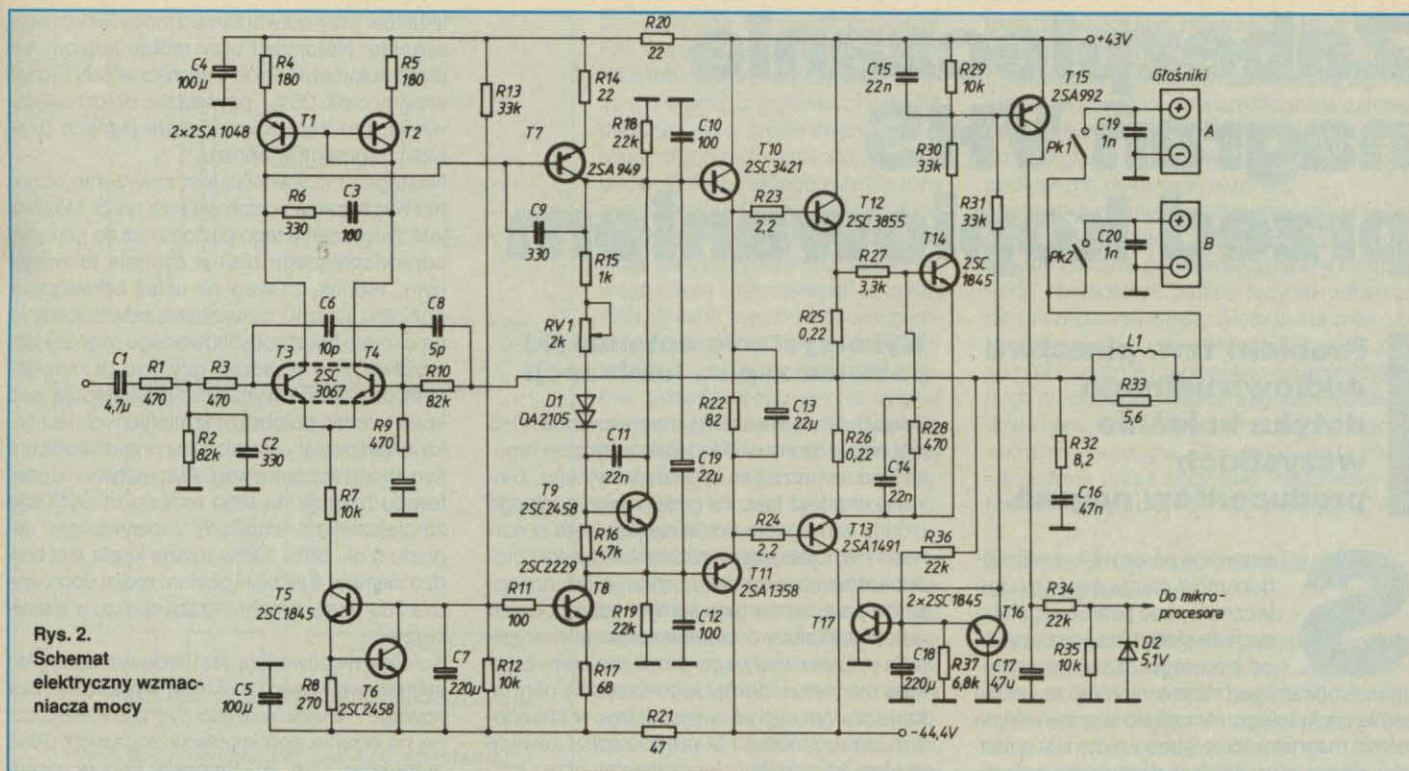 R20
22
+43V
C4
100µ
R4
180
R5
180
R13
33k
R14
22
C15
22n
R29
10k
T15
2SA992
Głośniki
2×2SA1048
T1
T2
T7
2SA949
R18
22k
C10
100
T10
2SC3421
R30
33k
Pk1
C19
1n
A
R6
330
C3
100
C9
330
R15
1k
R23
2,2
T12
2SC3855
R31
33k
T14
2SC
1845
R27
3,3k
Pk2
C20
1n
B
C6
10p
C8
5p
RV1
2k
R25
0,22
L1
R33
5,6
C1
4,7µ
R1
470
R3
470
T3
T4
2SC
3067
R10
82k
D1
DA2105
R22
82
C13
22µ
R26
0,22
R28
470
R32
8,2
R2
82k
C2
330
R9
470
C11
22n
C19
22µ
C14
22n
C16
47n
R7
10k
T9
2SC2458
R16
4,7k
R24
2,2
T13
2SA1491
R36
22k
2SC2229
T11
2SA1358
2×2SC1845
T5
2SC1845
R11
100
T8
R19
22k
C12
100
T17
T16
R34
22k
Do mikro-
procesora
Rys. 2.
Schemat
elektryczny wzmac-
niacza mocy
C5
100µ
R8
270
T6
2SC2458
C7
220µ
R12
10k
R17
68
C18
220µ
R37
6,8k
C17
47u
R35
10k
D2
5,1V
R21
47
-44,4V